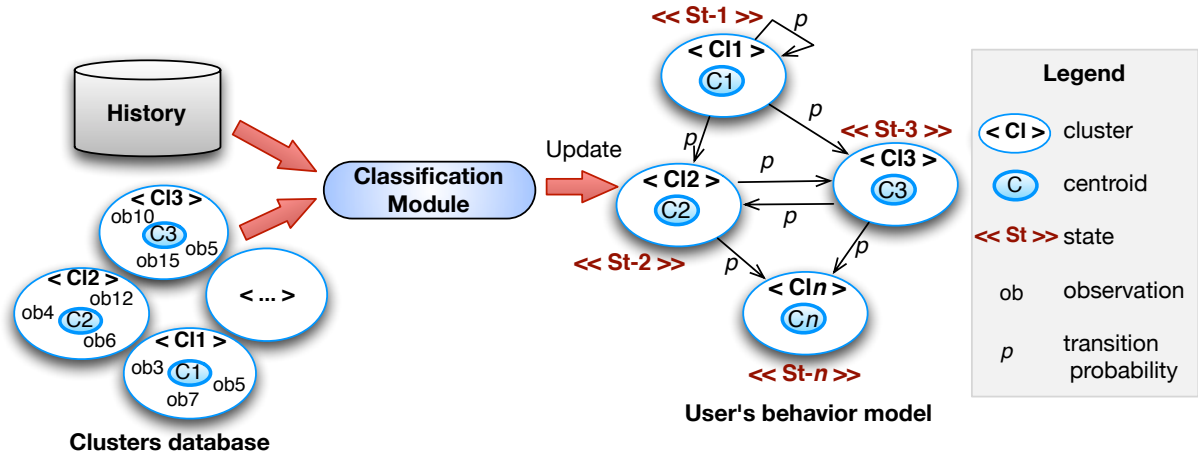 History
< Cl3 >
ob10
C3
ob5
ob15
< Cl2 >
ob12
ob4
C2
ob6
< ... >
< Cl1 >
ob3
C1
ob5
ob7
Clusters database
Classification
Module
Update
<< St-1 >>
p
< Cl1 >
C1
p
p
<< St-3 >>
< Cl3 >
C3
< Cl2 >
C2
p
p
<< St-2 >>
p
p
< Cln >
Cn
<< St-n >>
User's behavior model
Legend
< Cl > cluster
C centroid
<< St >> state
ob observation
p transition
probability